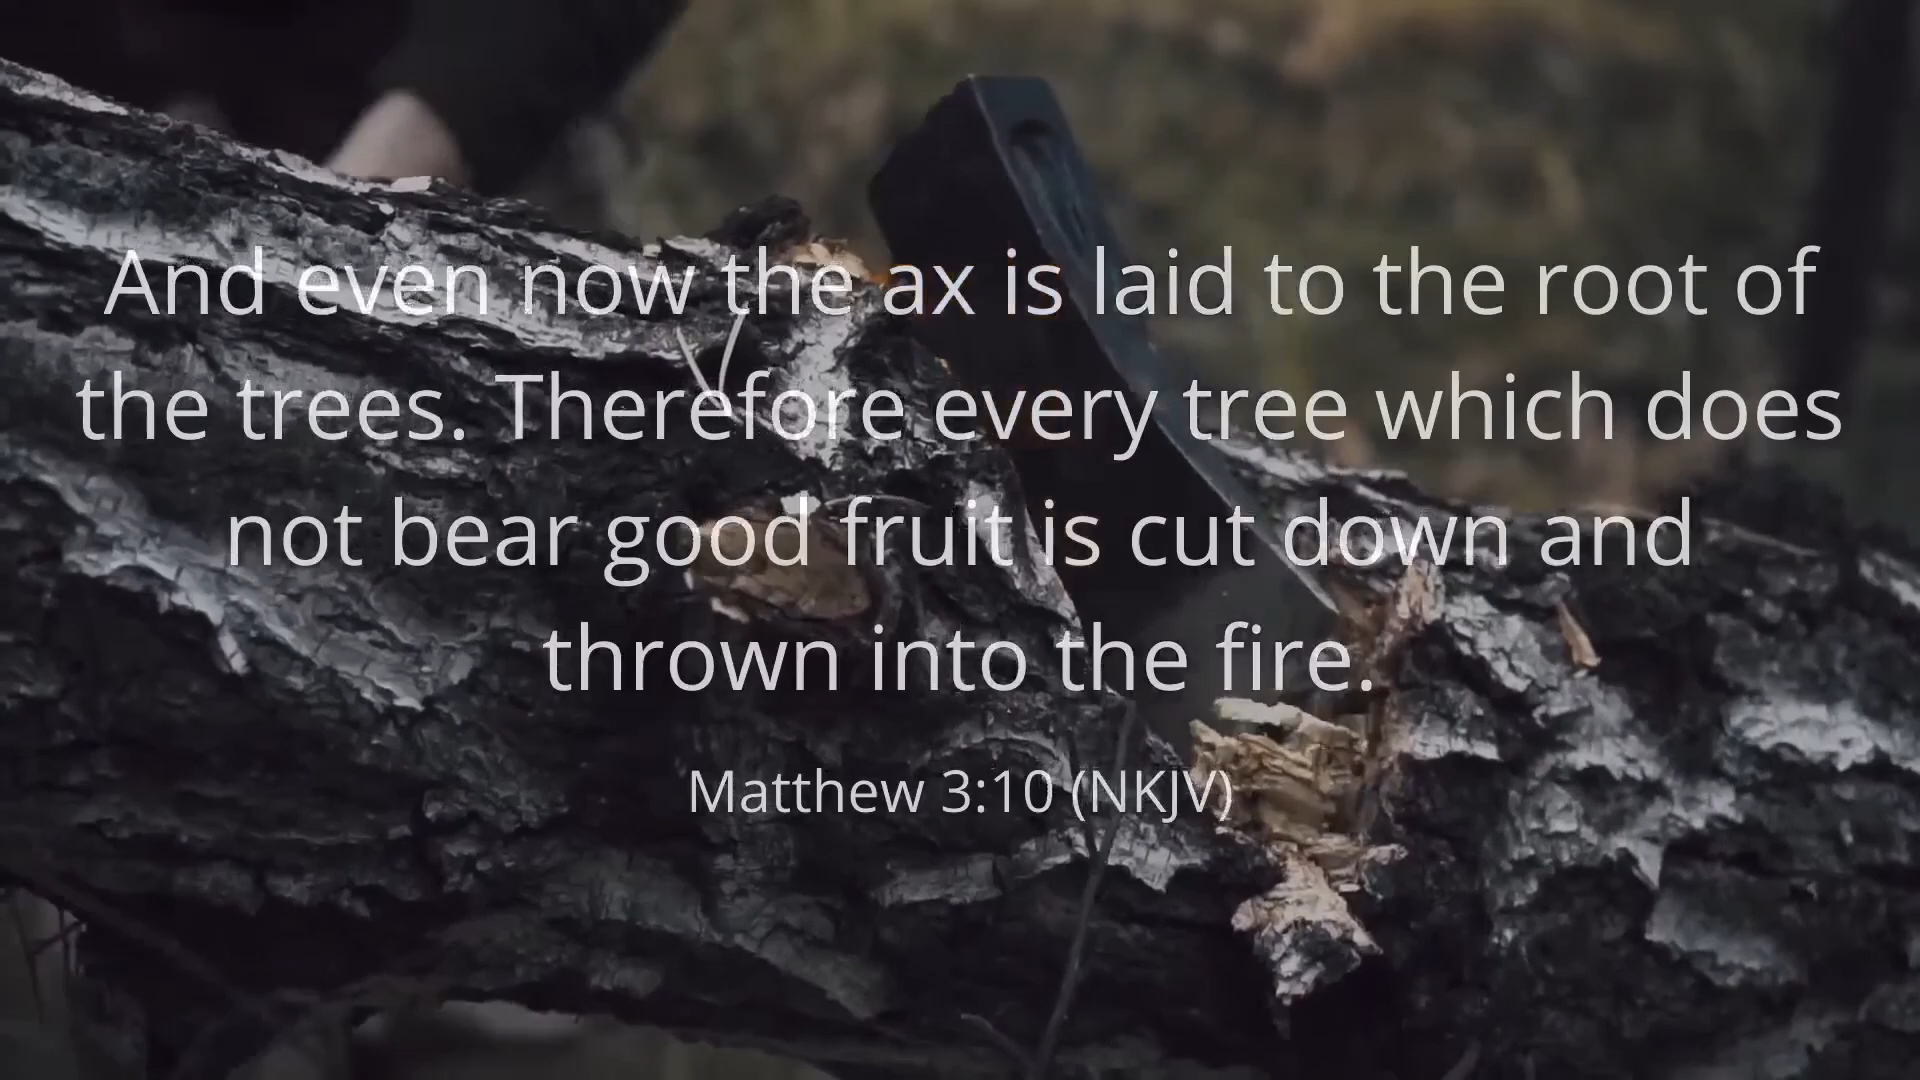 And even now the ax is laid to the root of
the trees. Therefore every tree which does
not bear good fruit is cut down and
thrown into the fire.
Matthew 3:10 (NKJV)